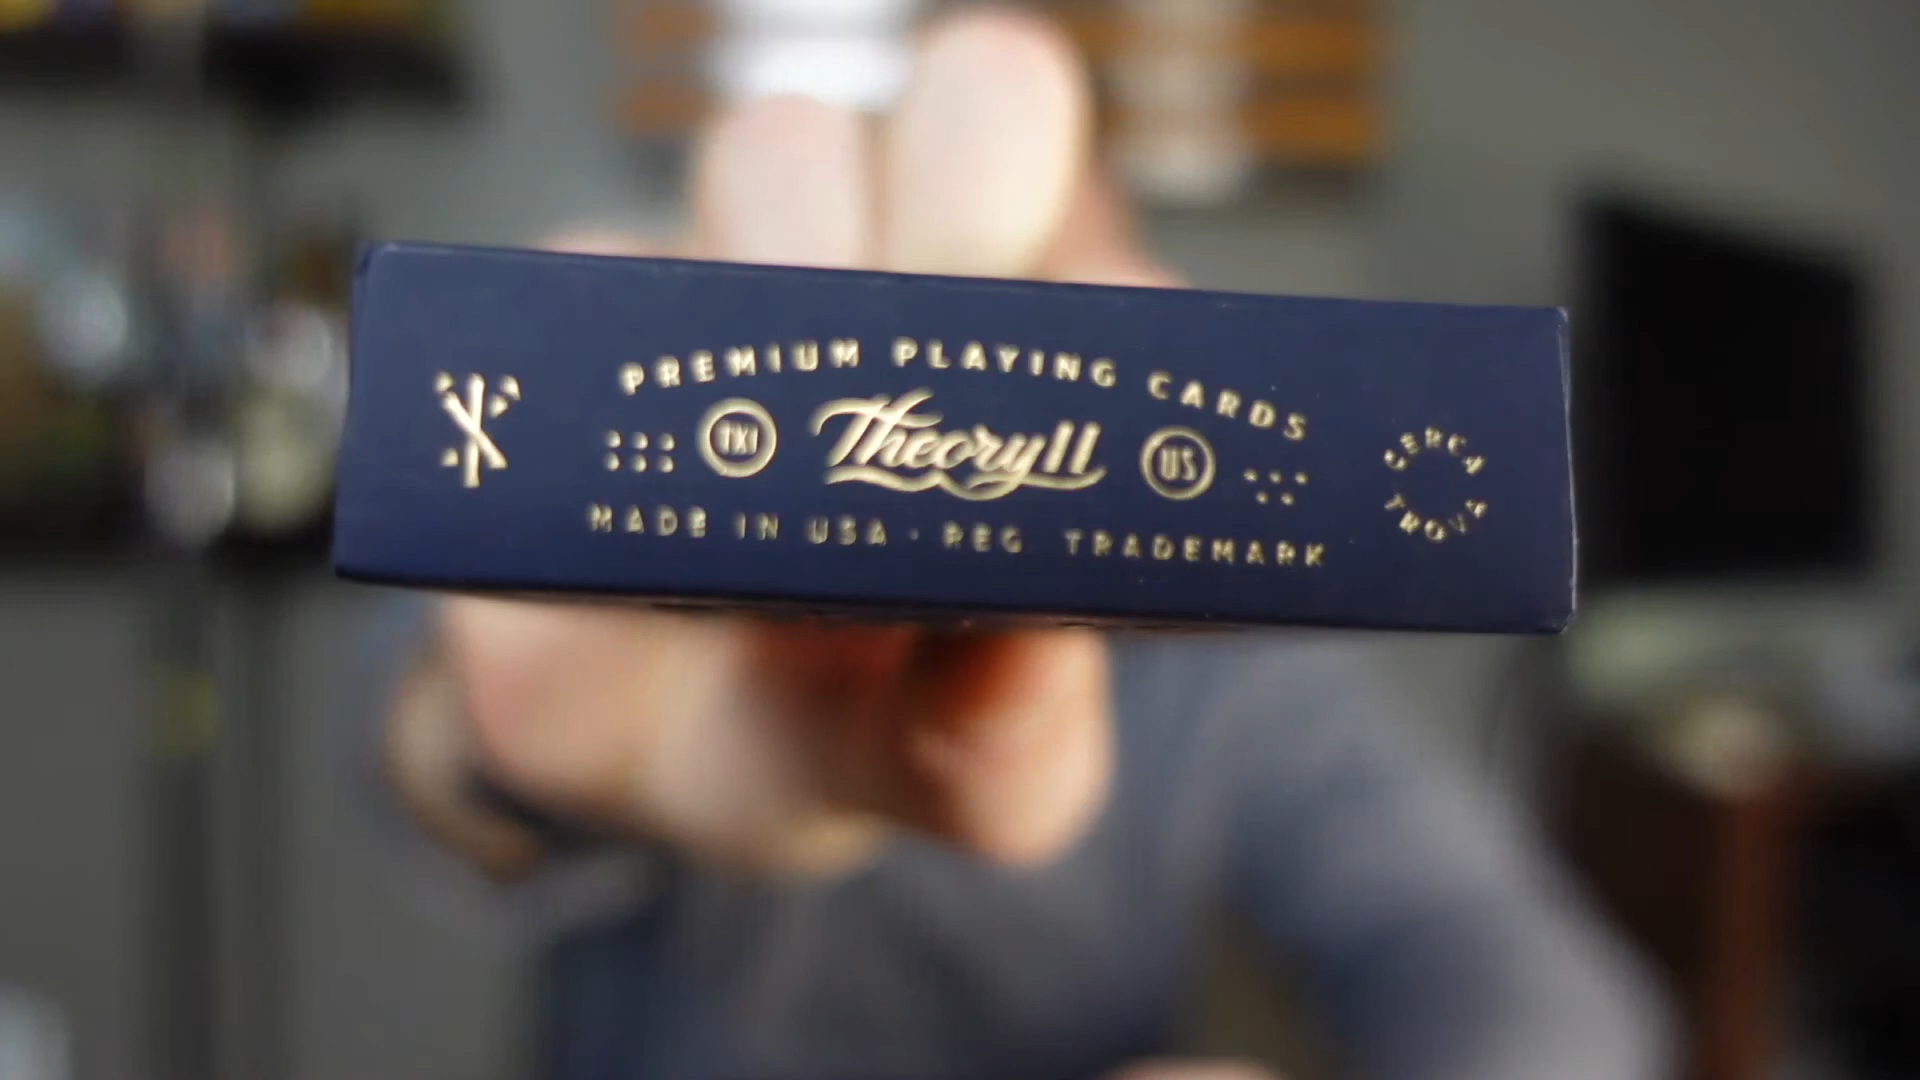 PREMIUM PLAYING CARDS
TXI
Theory11
US
MADE IN USA · REG TRADEMARK
CERCA
TROVA